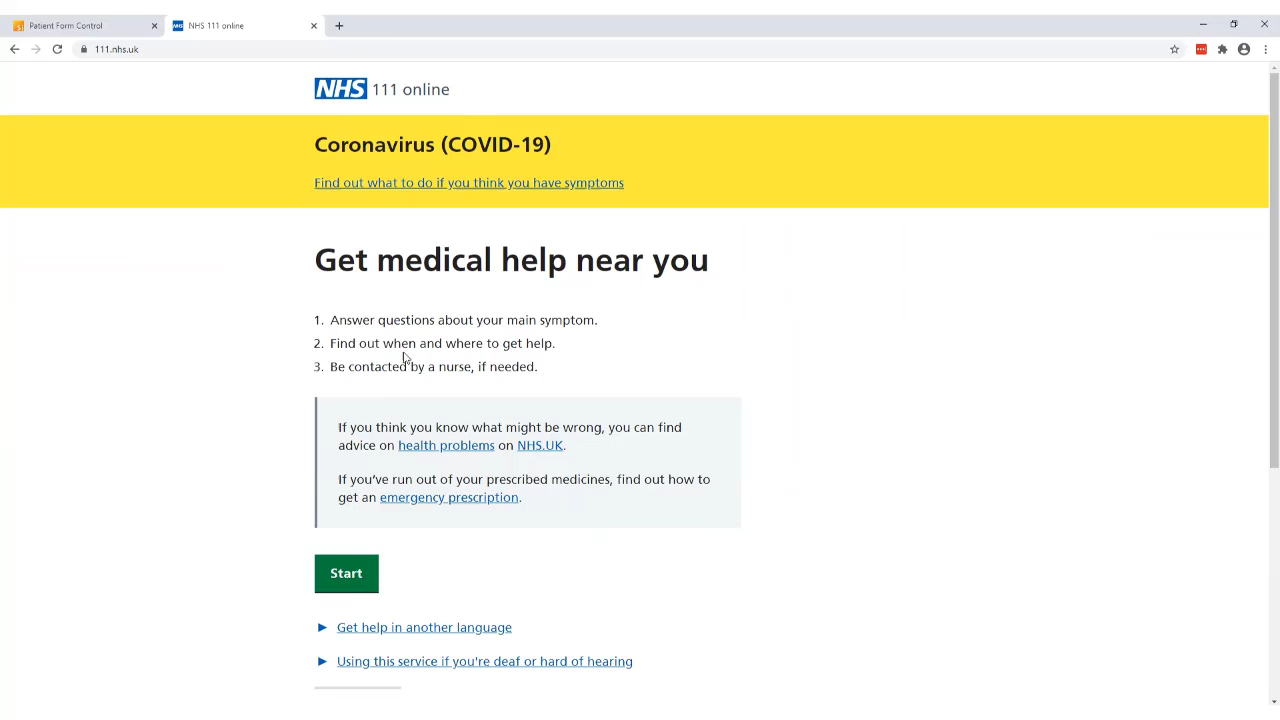 Patient Form Control
NHS 111 online
111.nhs.uk
NHS 111 online
Coronavirus (COVID-19)
Find out what to do if you think you have symptoms
Get medical help near you
1. Answer questions about your main symptom.
2. Find out when and where to get help.
3. Be contacted by a nurse, if needed.
If you think you know what might be wrong, you can find
advice on health problems on NHS.UK.
If you’ve run out of your prescribed medicines, find out how to
get an emergency prescription.
Start
Get help in another language
Using this service if you're deaf or hard of hearing